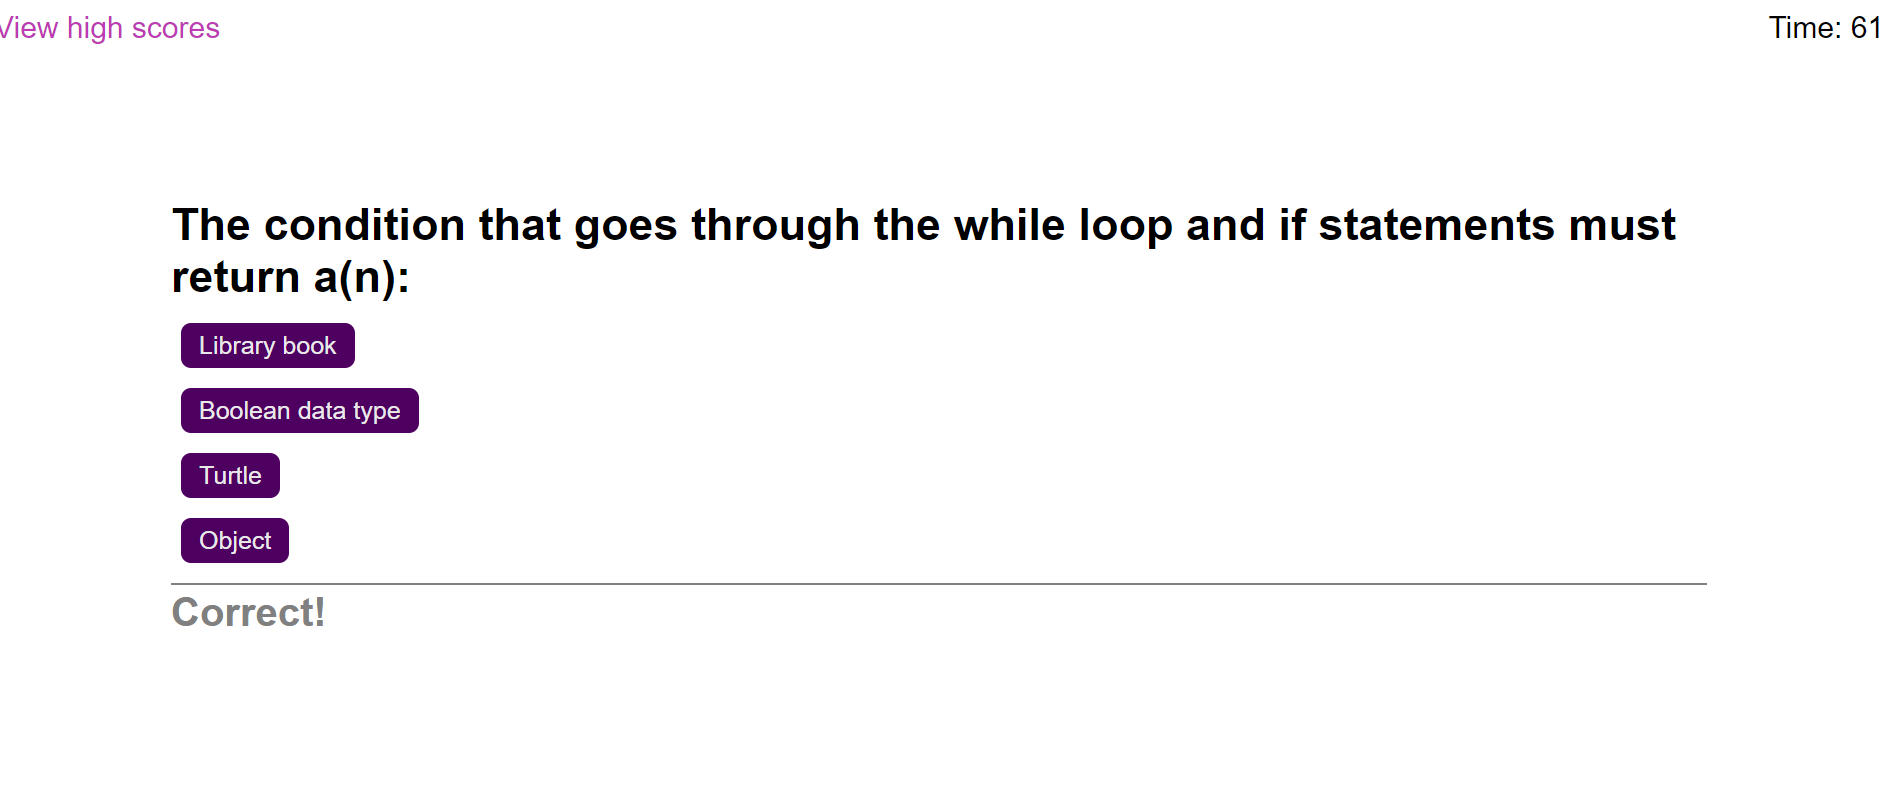 View high scores
Time: 61
The condition that goes through the while loop and if statements must
return a(n):
Library book
Boolean data type
Turtle
Object
Correct!